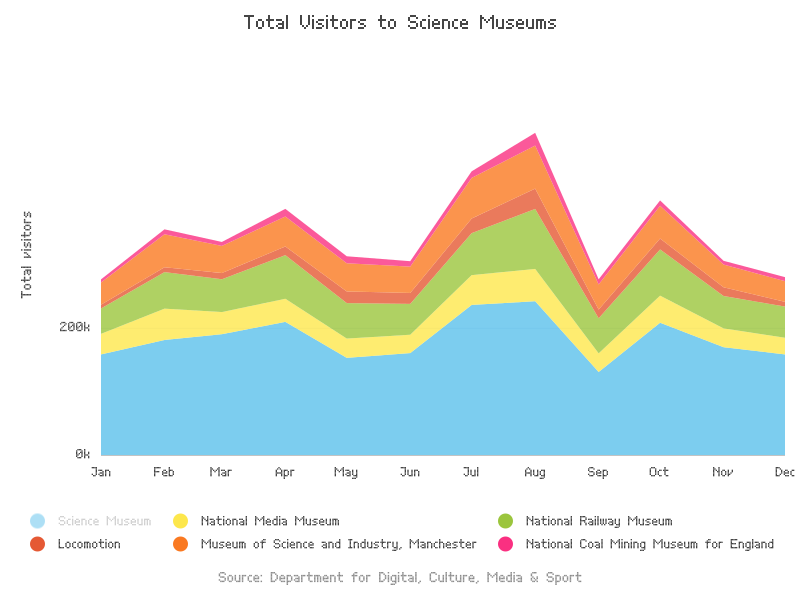 Total Visitors to Science Museums
Total visitors
200k
0k
Jan Feb Mar Apr May Jun Jul Aug Sep Oct Nov Dec
Science Museum National Media Museum National Railway Museum
Locomotion Museum of Science and Industry, Manchester National Coal Mining Museum for England
Source: Department for Digital, Culture, Media & Sport